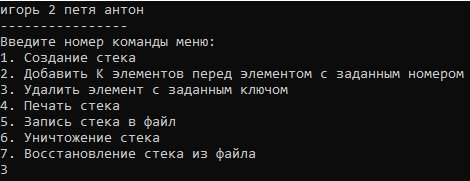 игорь 2 петя антон
----------------
Введите номер команды меню:
1. Создание стека
2. Добавить K элементов перед элементом с заданным номером
3. Удалить элемент с заданным ключом
4. Печать стека
5. Запись стека в файл
6. Уничтожение стека
7. Восстановление стека из файла
3